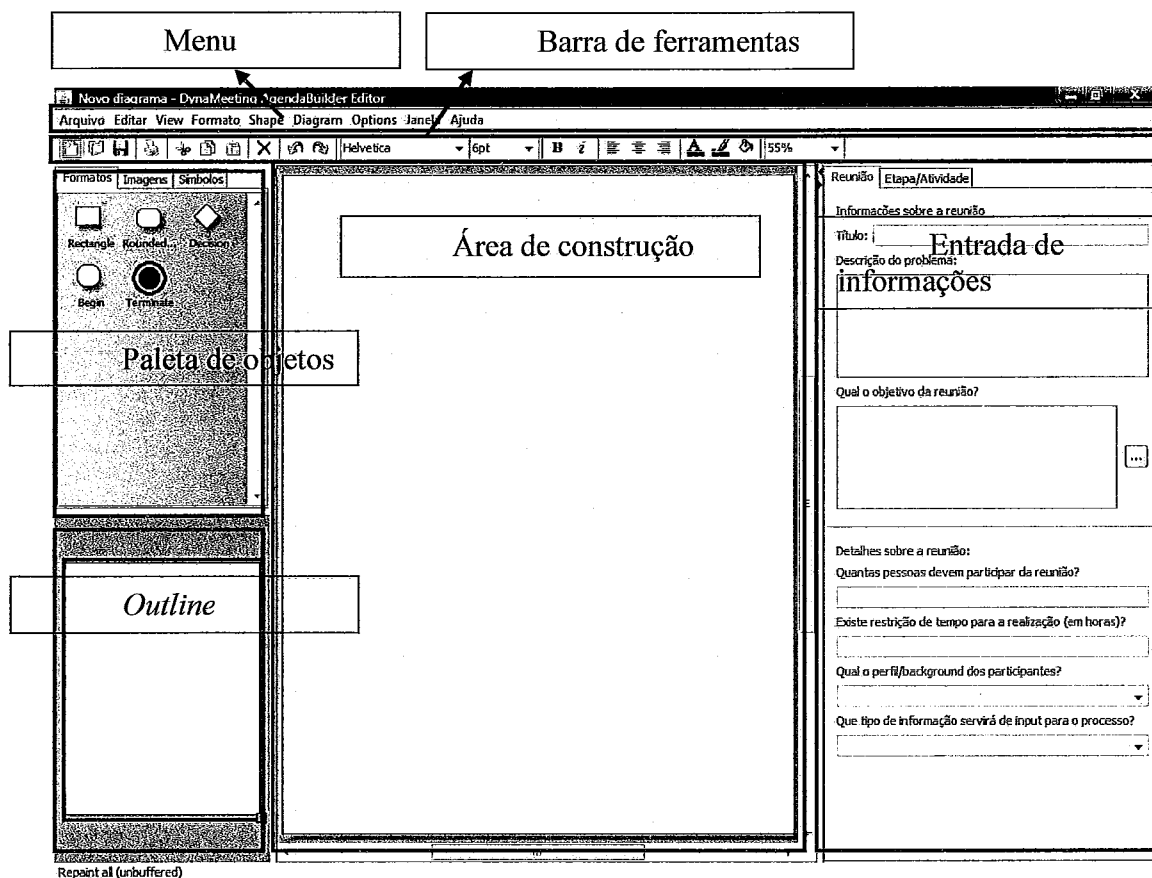 Menu
Barra de ferramentas
Novo diagrama - DynaMeeting AgendaBuilder Editor
Arquivo Editar View Formato Shape Diagram Options Janela Ajuda
Helvetica 6pt B i A 55%
Formatos Imagens Símbolos
Rectangle Rounded...
Begin Terminate
Paleta de objetos
Outline
Área de construção
Reunião Etapa/Atividade
Informações sobre a reunião
Título:
Entrada de informações
Descrição do problema:
Qual o objetivo da reunião?
...
Detalhes sobre a reunião:
Quantas pessoas devem participar da reunião?
Existe restrição de tempo para a realização (em horas)?
Qual o perfil/background dos participantes?
Que tipo de informação servirá de input para o processo?
Repaint all (unbuffered)